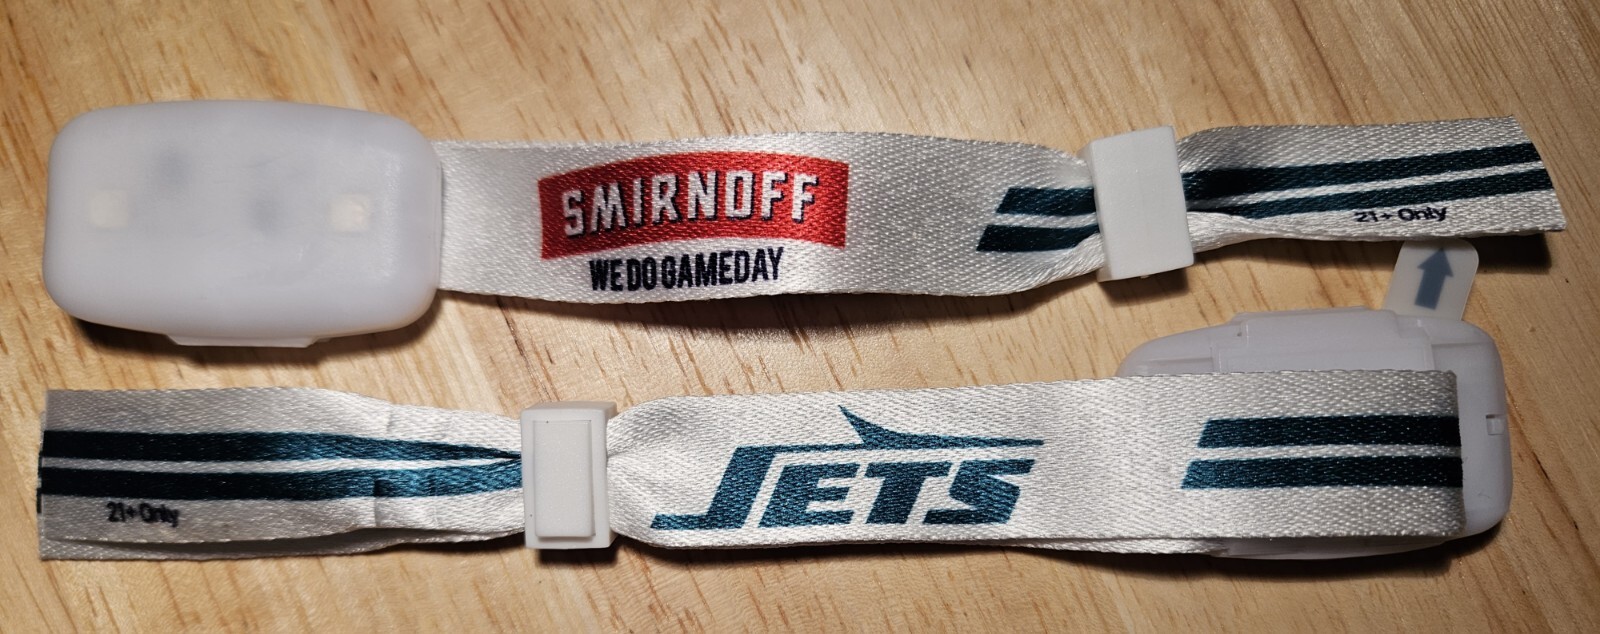 SMIRNOFF
WE DO GAMEDAY
21+ Only
JETS
21+ Only